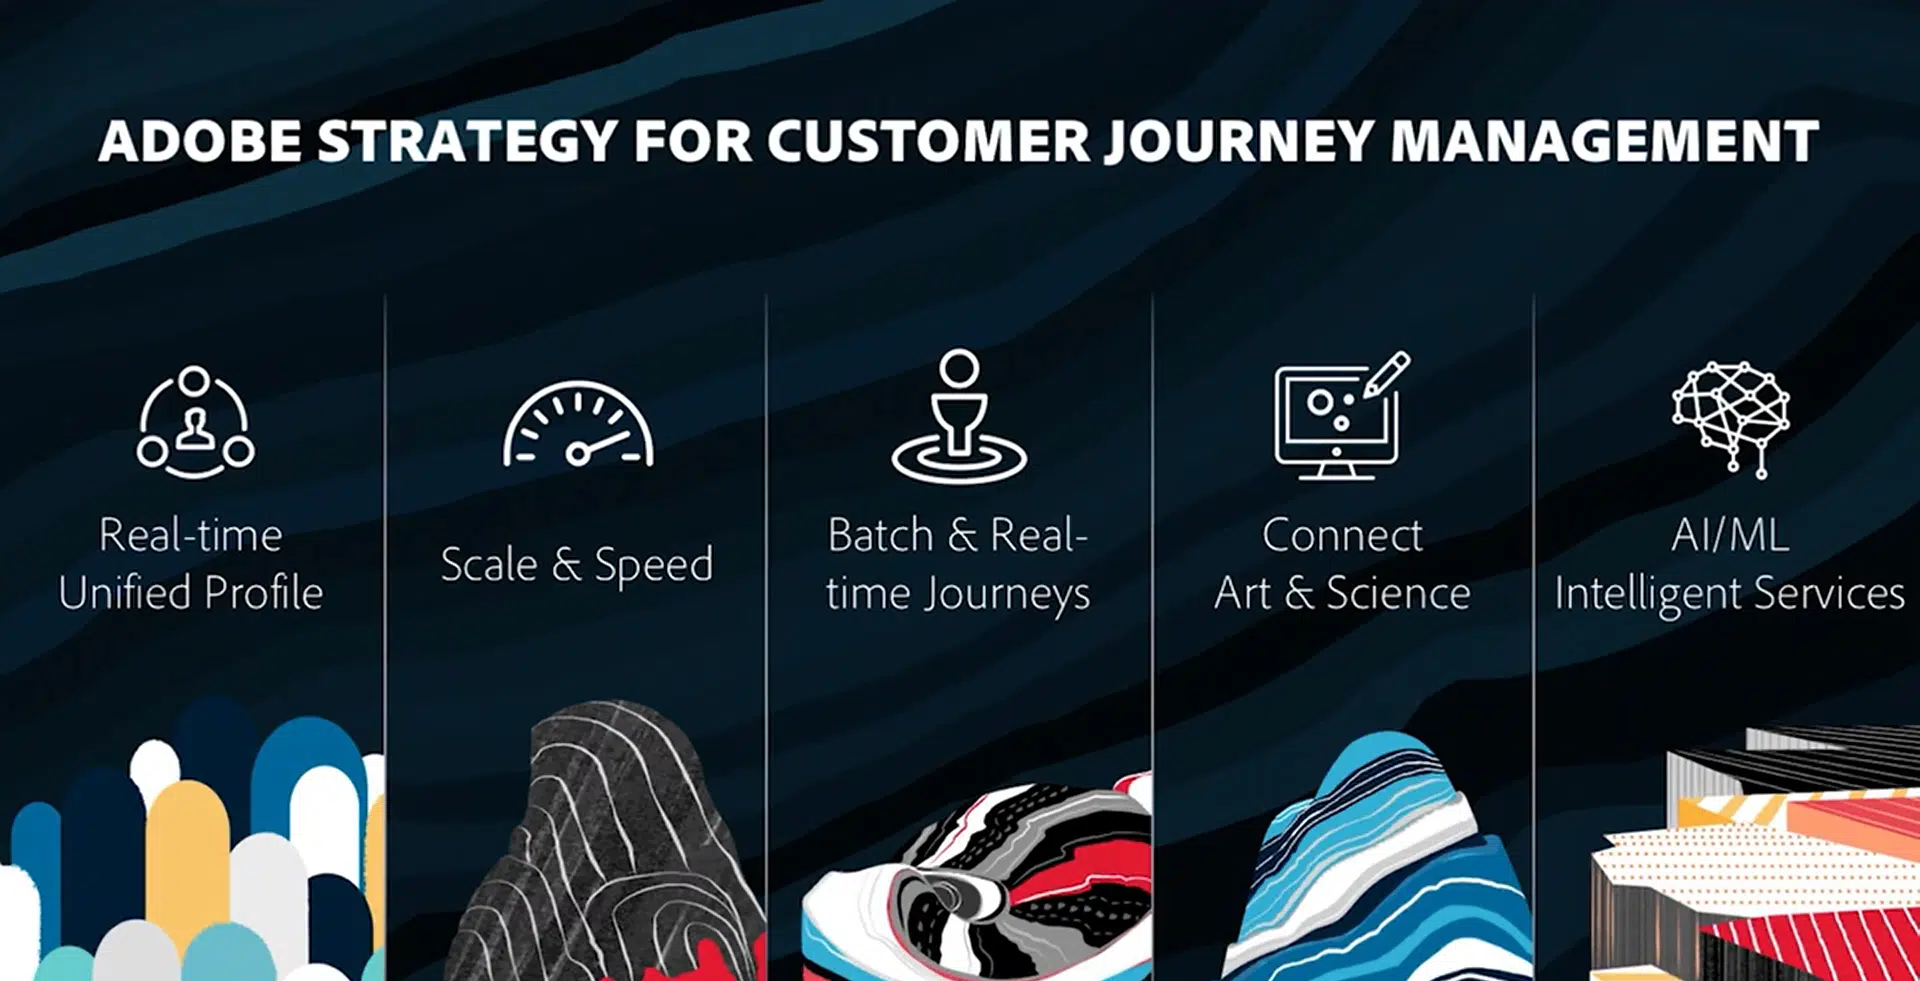 ADOBE STRATEGY FOR CUSTOMER JOURNEY MANAGEMENT
Real-time
Unified Profile
Scale & Speed
Batch & Real-
time Journeys
Connect
Art & Science
AI/ML
Intelligent Services